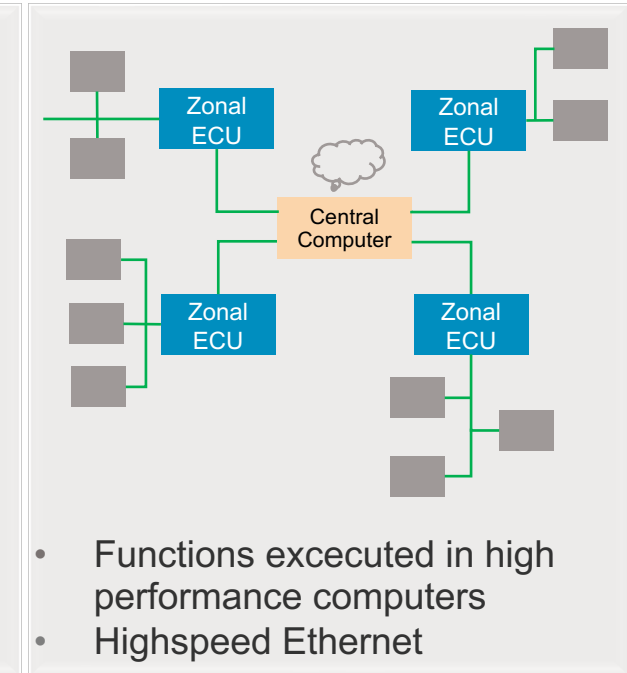 Zonal
ECU
Zonal
ECU
Central
Computer
Zonal
ECU
Zonal
ECU
• Functions excecuted in high
performance computers
• Highspeed Ethernet